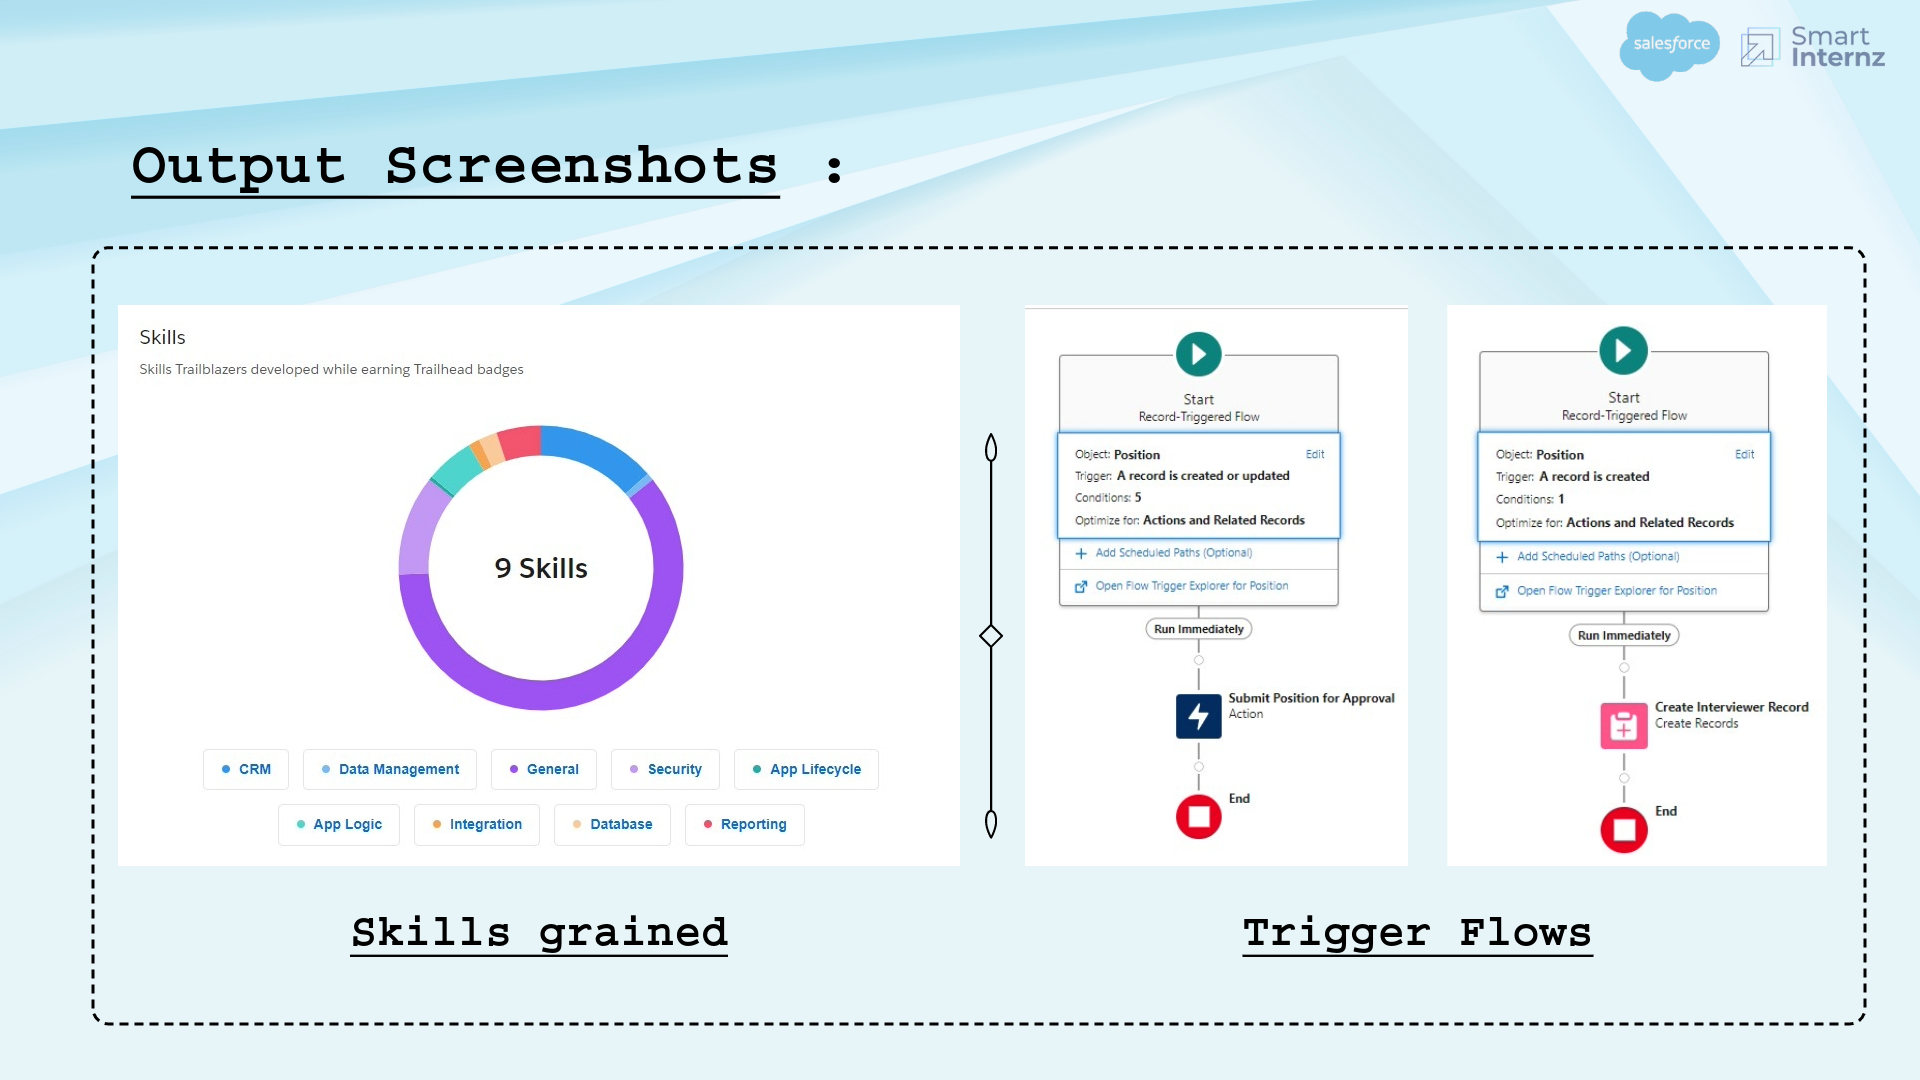 salesforce
Smart
Internz
Output Screenshots :
Skills
Skills Trailblazers developed while earning Trailhead badges
9 Skills
CRM
Data Management
General
Security
App Lifecycle
App Logic
Integration
Database
Reporting
Skills grained
Start
Record-Triggered Flow
Object: Position
Edit
Trigger: A record is created or updated
Conditions: 5
Optimize for: Actions and Related Records
Add Scheduled Paths (Optional)
Open Flow Trigger Explorer for Position
Run Immediately
Submit Position for Approval
Action
End
Start
Record-Triggered Flow
Object: Position
Edit
Trigger: A record is created
Conditions: 1
Optimize for: Actions and Related Records
Add Scheduled Paths (Optional)
Open Flow Trigger Explorer for Position
Run Immediately
Create Interviewer Record
Create Records
End
Trigger Flows